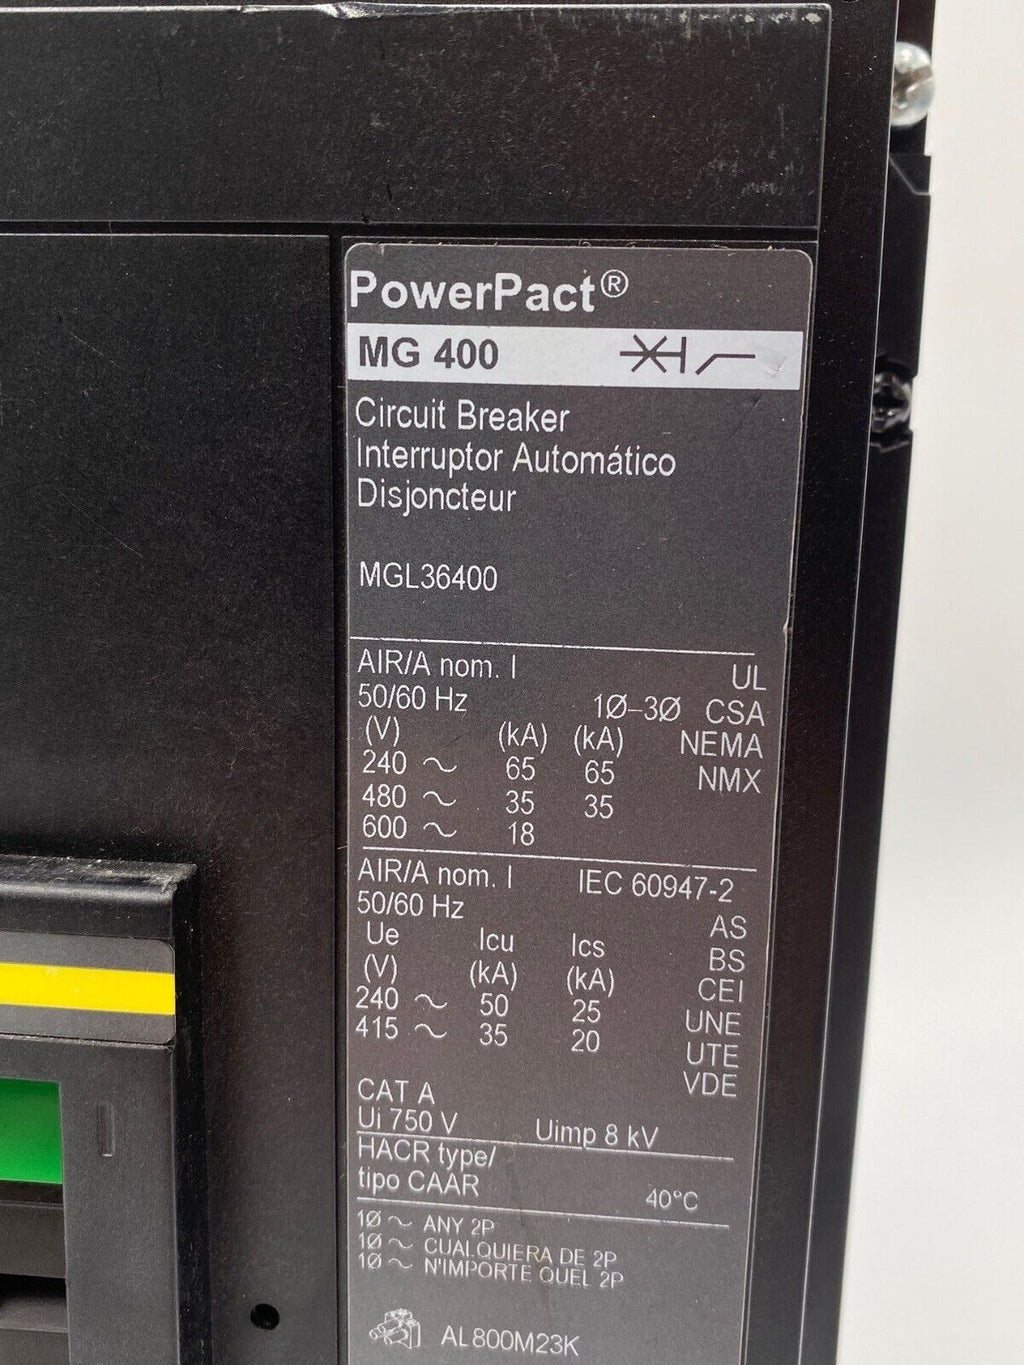 PowerPact®
MG 400
Circuit Breaker
Interruptor Automático
Disjoncteur
MGL36400
AIR/A nom. I UL
50/60 Hz 1Ø–3Ø CSA
(V) (kA) (kA) NEMA
240 ~ 65 65 NMX
480 ~ 35 35
600 ~ 18
AIR/A nom. I IEC 60947-2
50/60 Hz AS
Ue Icu Ics BS
(V) (kA) (kA) CEI
240 ~ 50 25 UNE
415 ~ 35 20 UTE
VDE
CAT A
Ui 750 V Uimp 8 kV
HACR type/
tipo CAAR 40°C
1Ø ~ ANY 2P
1Ø ~ CUALQUIERA DE 2P
1Ø ~ N'IMPORTE QUEL 2P
AL800M23K